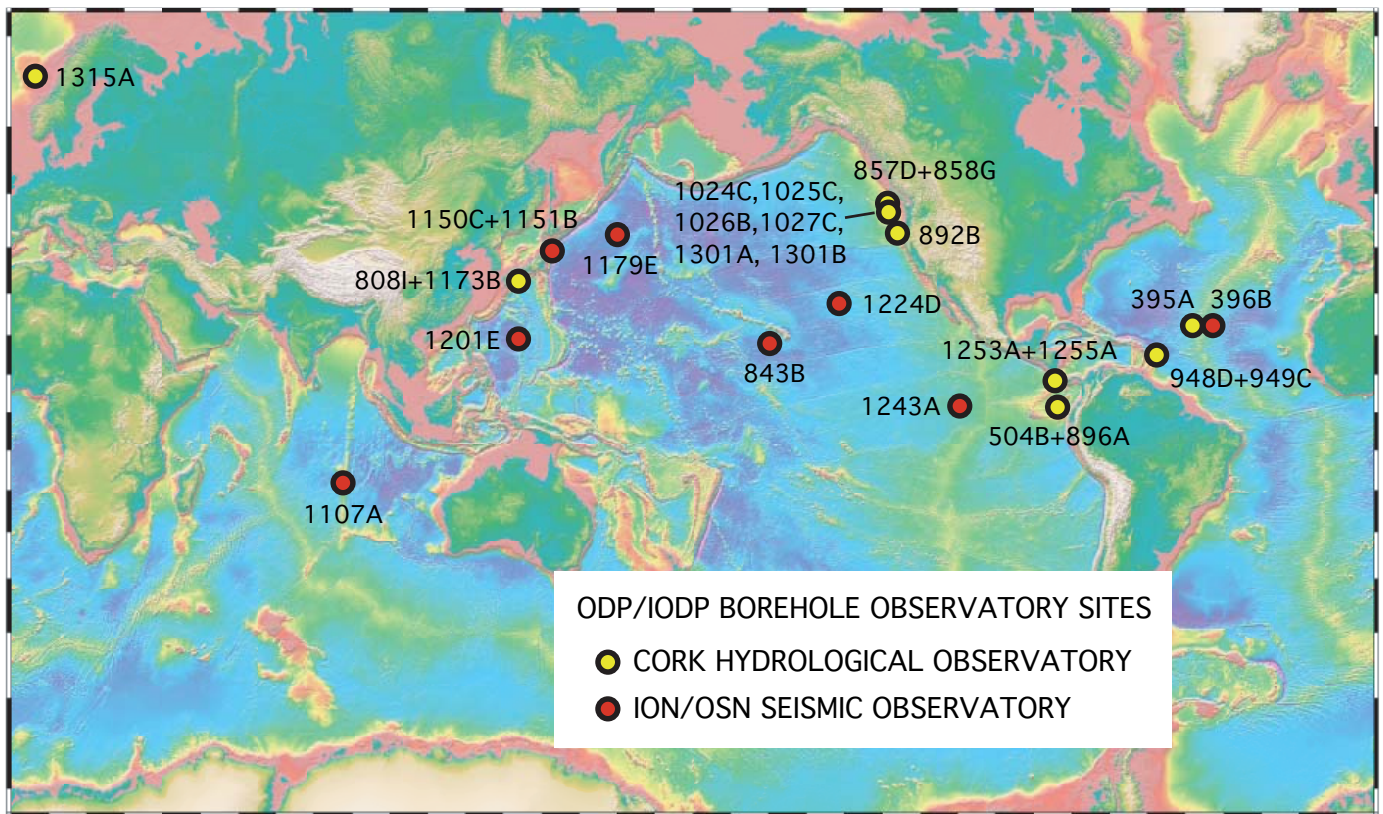 1315A
857D+858G
1024C,1025C,
1026B,1027C,
1301A, 1301B
892B
1150C+1151B
1179E
808I+1173B
1224D
395A
396B
1201E
843B
1253A+1255A
948D+949C
1243A
504B+896A
1107A
ODP/IODP BOREHOLE OBSERVATORY SITES
CORK HYDROLOGICAL OBSERVATORY
ION/OSN SEISMIC OBSERVATORY